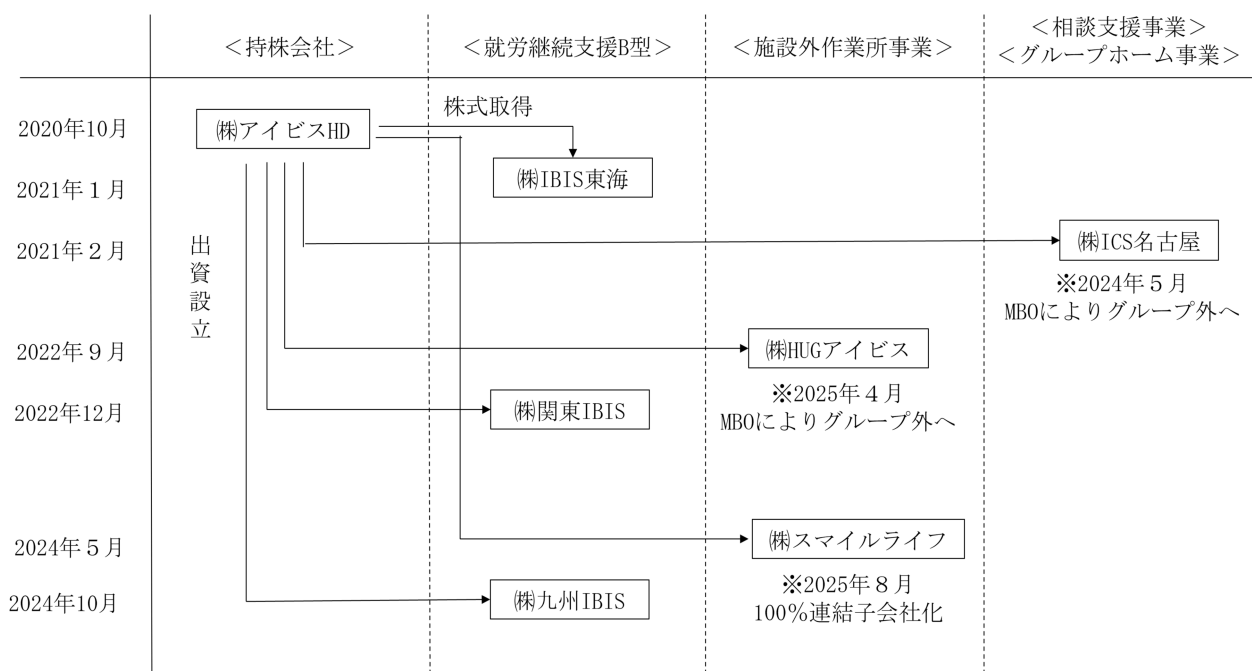 ＜持株会社＞
＜就労継続支援B型＞
＜施設外作業所事業＞
＜相談支援事業＞
＜グループホーム事業＞
2020年10月
㈱アイビスHD
株式取得
2021年１月
㈱IBIS東海
2021年２月
出資設立
㈱ICS名古屋
※2024年５月
MBOによりグループ外へ
2022年９月
㈱HUGアイビス
※2025年４月
MBOによりグループ外へ
2022年12月
㈱関東IBIS
2024年５月
㈱スマイルライフ
※2025年８月
100％連結子会社化
2024年10月
㈱九州IBIS